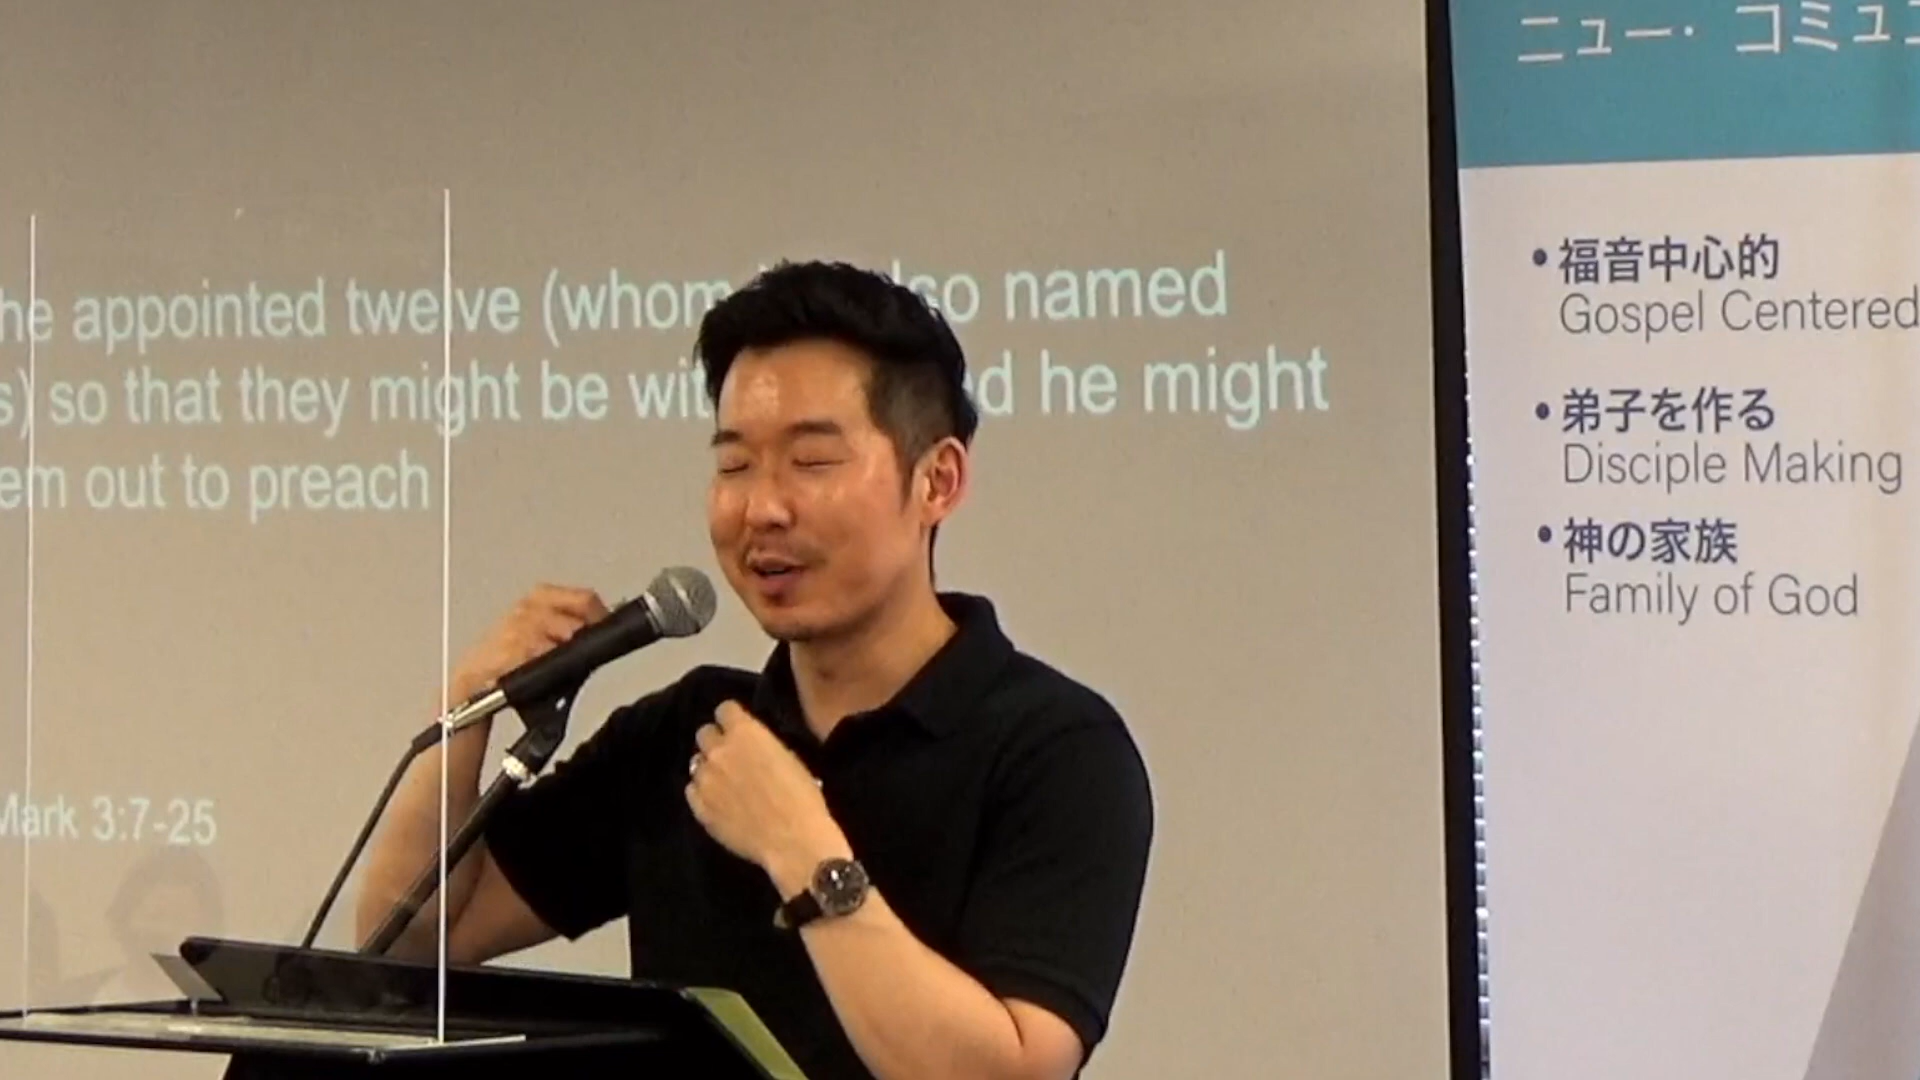 he appointed twelve (whom so named
s) so that they might be wit d he might
em out to preach
Mark 3:7-25
ニュー・コミュニ
•福音中心的
Gospel Centered
•弟子を作る
Disciple Making
•神の家族
Family of God